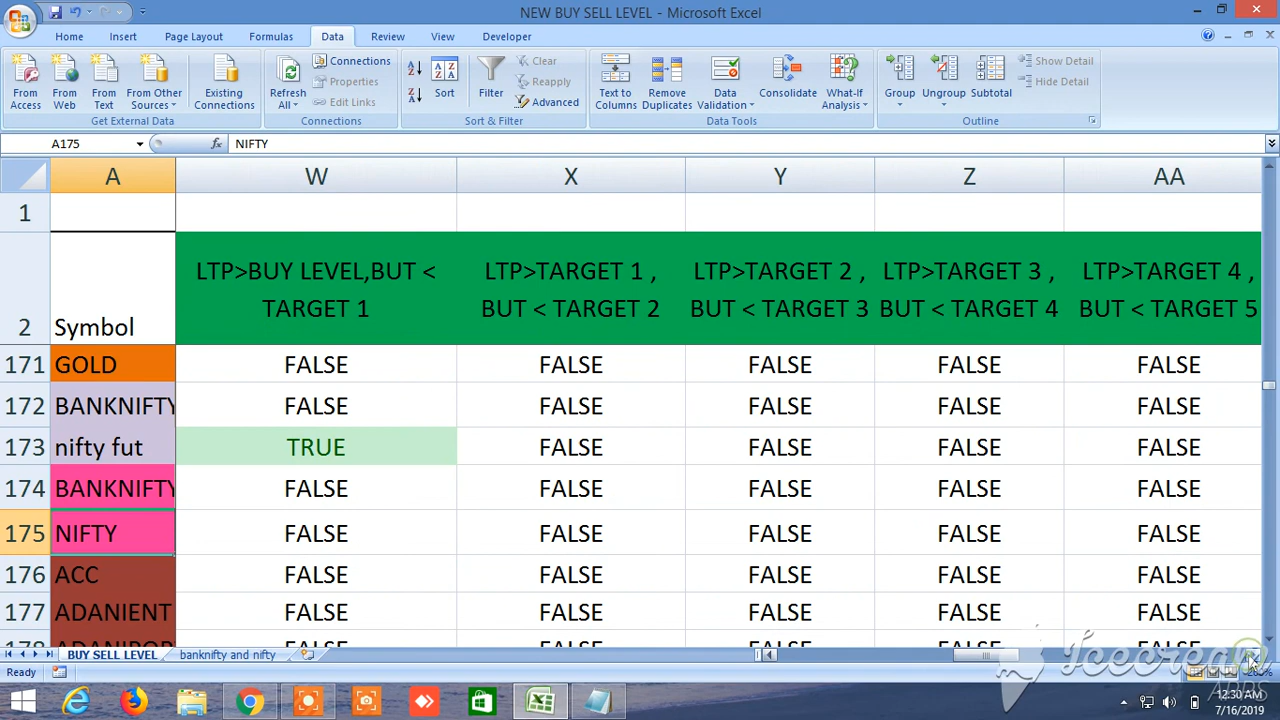 NEW BUY SELL LEVEL - Microsoft Excel
Home Insert Page Layout Formulas Data Review View Developer
From Access
From Web
From Text
From Other Sources
Existing Connections
Get External Data
Refresh All
Connections
Properties
Edit Links
Connections
Sort
Filter
Clear
Reapply
Advanced
Sort & Filter
Text to Columns
Remove Duplicates
Data Validation
Consolidate
What-If Analysis
Data Tools
Group
Ungroup
Subtotal
Show Detail
Hide Detail
Outline
A175 fx NIFTY
A W X Y Z AA
1
2 Symbol
LTP>BUY LEVEL,BUT <
TARGET 1
LTP>TARGET 1 ,
BUT < TARGET 2
LTP>TARGET 2 ,
BUT < TARGET 3
LTP>TARGET 3 ,
BUT < TARGET 4
LTP>TARGET 4 ,
BUT < TARGET 5
171 GOLD FALSE FALSE FALSE FALSE FALSE
172 BANKNIFTY FALSE FALSE FALSE FALSE FALSE
173 nifty fut TRUE FALSE FALSE FALSE FALSE
174 BANKNIFTY FALSE FALSE FALSE FALSE FALSE
175 NIFTY FALSE FALSE FALSE FALSE FALSE
176 ACC FALSE FALSE FALSE FALSE FALSE
177 ADANIENT FALSE FALSE FALSE FALSE FALSE
BUY SELL LEVEL banknifty and nifty
Icecream
Apps
Ready
12:30 AM
7/16/2019